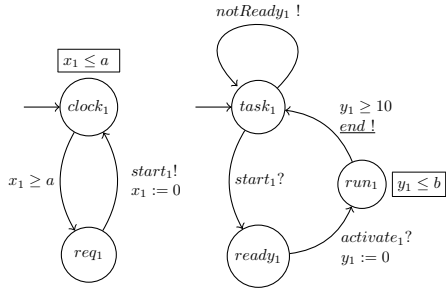 notReady₁ !
x₁ ≤ a
clock₁
task₁
y₁ ≥ 10
end !
x₁ ≥ a
start₁!
x₁ := 0
start₁?
run₁
y₁ ≤ b
req₁
ready₁
activate₁?
y₁ := 0